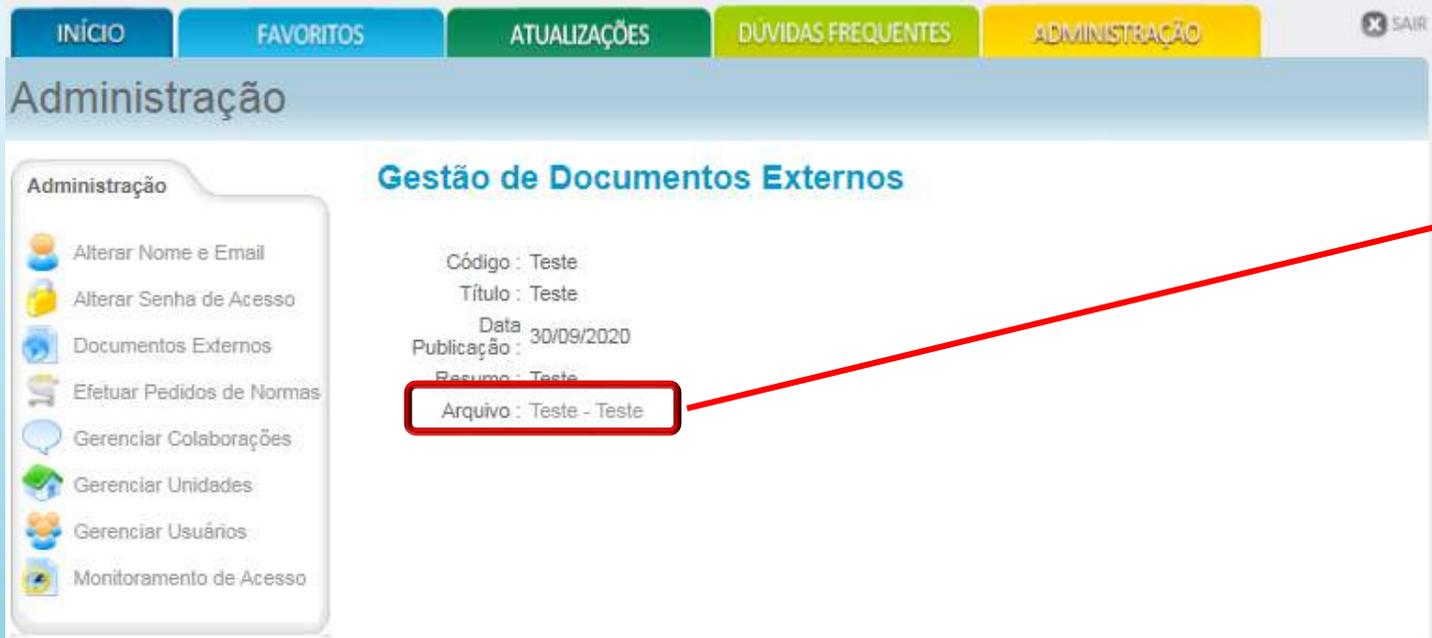 INÍCIO FAVORITOS ATUALIZAÇÕES DÚVIDAS FREQUENTES ADMINISTRAÇÃO SAIR
Administração
Administração
Alterar Nome e Email
Alterar Senha de Acesso
Documentos Externos
Efetuar Pedidos de Normas
Gerenciar Colaborações
Gerenciar Unidades
Gerenciar Usuários
Monitoramento de Acesso
Gestão de Documentos Externos
Código : Teste
Título : Teste
Data
Publicação : 30/09/2020
Resumo : Teste
Arquivo : Teste - Teste